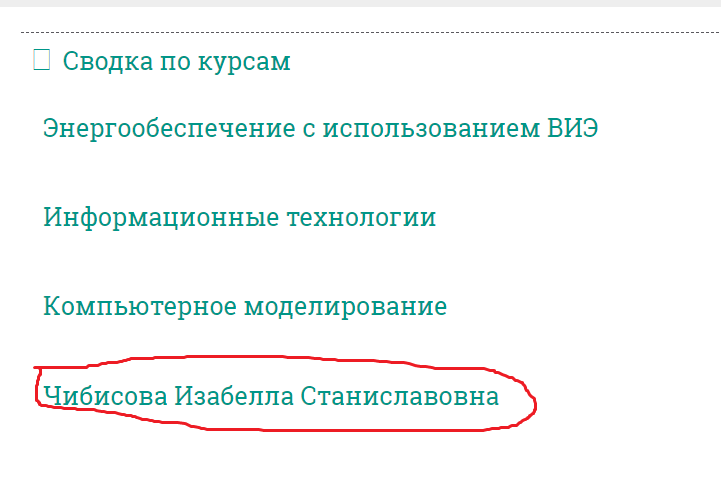 Сводка по курсам
Энергообеспечение с использованием ВИЭ
Информационные технологии
Компьютерное моделирование
Чибисова Изабелла Станиславовна